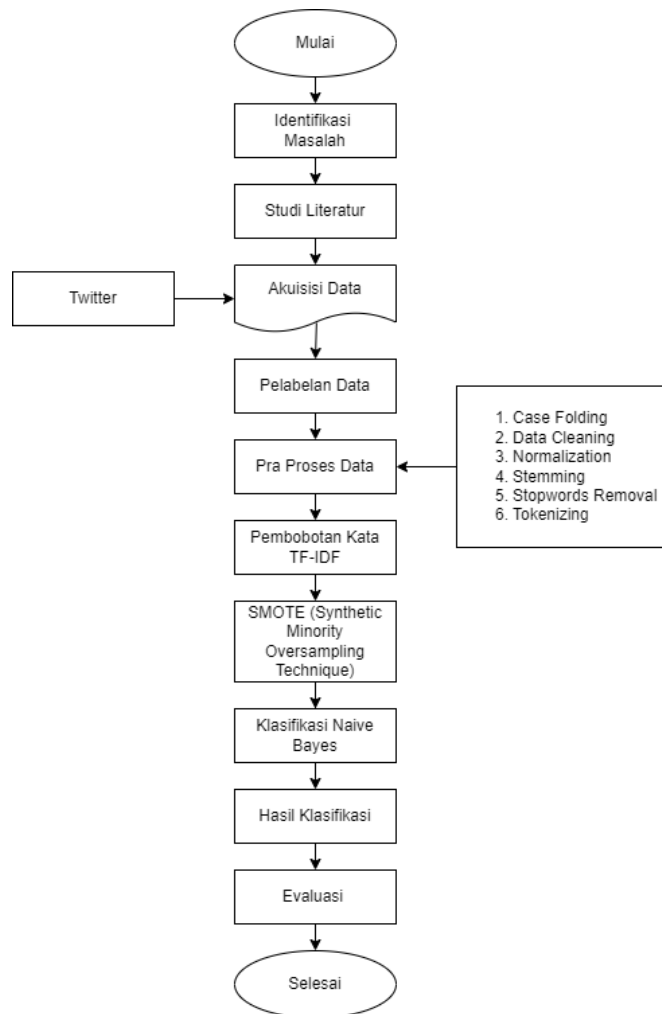 Mulai
Identifikasi
Masalah
Studi Literatur
Twitter
Akuisisi Data
Pelabelan Data
Pra Proses Data
1. Case Folding
2. Data Cleaning
3. Normalization
4. Stemming
5. Stopwords Removal
6. Tokenizing
Pembobotan Kata
TF-IDF
SMOTE (Synthetic
Minority
Oversampling
Technique)
Klasifikasi Naive
Bayes
Hasil Klasifikasi
Evaluasi
Selesai